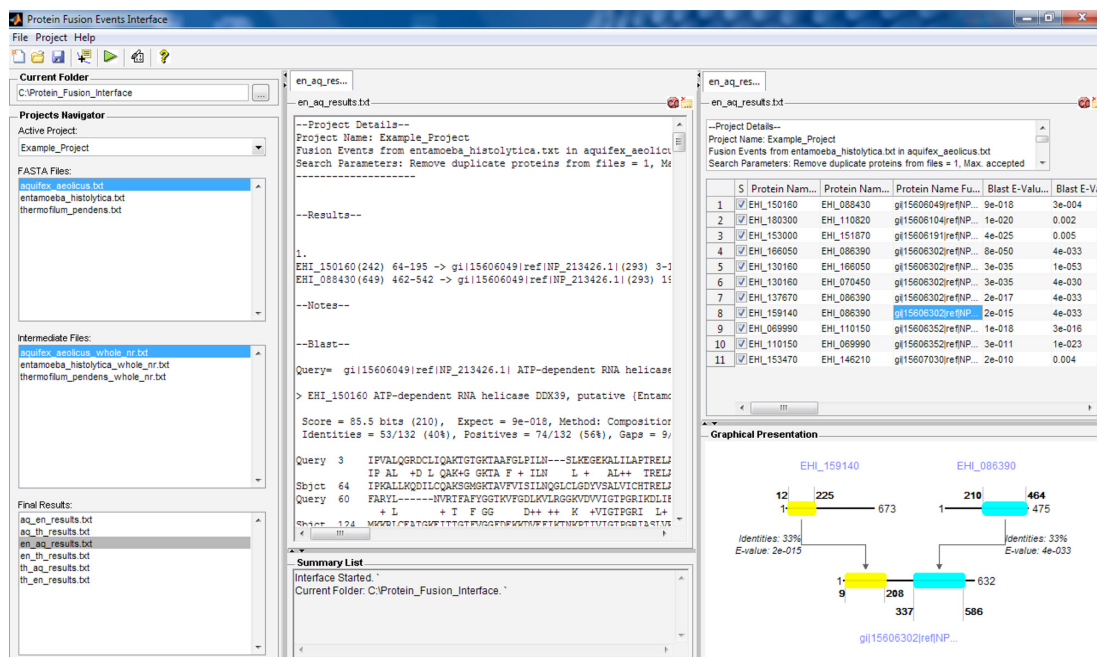 Protein Fusion Events Interface
File Project Help
Current Folder
C:\Protein_Fusion_Interface
...
Projects Navigator
Active Project:
Example_Project
FASTA Files:
aquifex_aeolicus.txt
entamoeba_histolytica.txt
thermofilum_pendens.txt
Intermediate Files:
aquifex_aeolicus_whole_nr.txt
entamoeba_histolytica_whole_nr.txt
thermofilum_pendens_whole_nr.txt
Final Results:
aq_en_results.txt
aq_th_results.txt
en_aq_results.txt
en_th_results.txt
th_aq_results.txt
th_en_results.txt
en_aq_res...
en_aq_results.txt
--Project Details--
Project Name: Example_Project
Fusion Events from entamoeba_histolytica.txt in aquifex_aeolicu
Search Parameters: Remove duplicate proteins from files = 1, Ma
-------------------
--Results--
1.
EHI_150160(242) 64-195 -> gi|15606049|ref|NP_213426.1|(293) 3-1
EHI_088430(649) 462-542 -> gi|15606049|ref|NP_213426.1|(293) 19
--Notes--
--Blast--
Query= gi|15606049|ref|NP_213426.1| ATP-dependent RNA helicase
> EHI_150160 ATP-dependent RNA helicase DDX39, putative {Entamo
Score = 85.5 bits (210), Expect = 9e-018, Method: Composition
Identities = 53/132 (40%), Positives = 74/132 (56%), Gaps = 9/
Query 3 IPVALQGRDCLIQAKTGTGKTAAFGLPILN---SLKEGEKALILAPTRELA
IP AL +D L QAK+G GKTA F + ILN L + AL++ TRELA
Sbjct 64 IPKALLKQDILCQAKSGMGKTAVFVISILNQGLCLGDYSALVICHTRELA
Query 60 FARYL------NVRTFAFYGGTKVFGDLKVLRGGKVDVVIGTPGRIKDLIE
+ L + T F GG D++ ++ K +VIGTPGRI L+
Sbjct 124
Summary List
Interface Started. `
Current Folder: C:\Protein_Fusion_Interface. `
en_aq_res...
en_aq_results.txt
--Project Details--
Project Name: Example_Project
Fusion Events from entamoeba_histolytica.txt in aquifex_aeolicus.txt
Search Parameters: Remove duplicate proteins from files = 1, Max. accepted
S Protein Nam... Protein Nam... Protein Name Fu... Blast E-Valu... Blast E-Va
1 EHI_150160 EHI_088430 gi|15606049|ref|NP... 9e-018 3e-004
2 EHI_180300 EHI_110820 gi|15606104|ref|NP... 1e-020 0.002
3 EHI_153000 EHI_151870 gi|15606191|ref|NP... 4e-025 0.005
4 EHI_166050 EHI_086390 gi|15606302|ref|NP... 8e-050 4e-033
5 EHI_130160 EHI_166050 gi|15606302|ref|NP... 3e-035 1e-053
6 EHI_130160 EHI_070450 gi|15606302|ref|NP... 3e-035 4e-030
7 EHI_137670 EHI_086390 gi|15606302|ref|NP... 2e-017 4e-033
8 EHI_159140 EHI_086390 gi|15606302|ref|NP... 2e-015 4e-033
9 EHI_069990 EHI_110150 gi|15606352|ref|NP... 1e-018 3e-016
10 EHI_110150 EHI_069990 gi|15606352|ref|NP... 3e-011 1e-023
11 EHI_153470 EHI_146210 gi|15607030|ref|NP... 2e-010 0.004
Graphical Presentation
EHI_159140 EHI_086390
12 225 210 464
1 673 1 475
Identities: 33% Identities: 33%
E-value: 2e-015 E-value: 4e-033
1 632
9 208
337 586
gi|15606302|ref|NP...